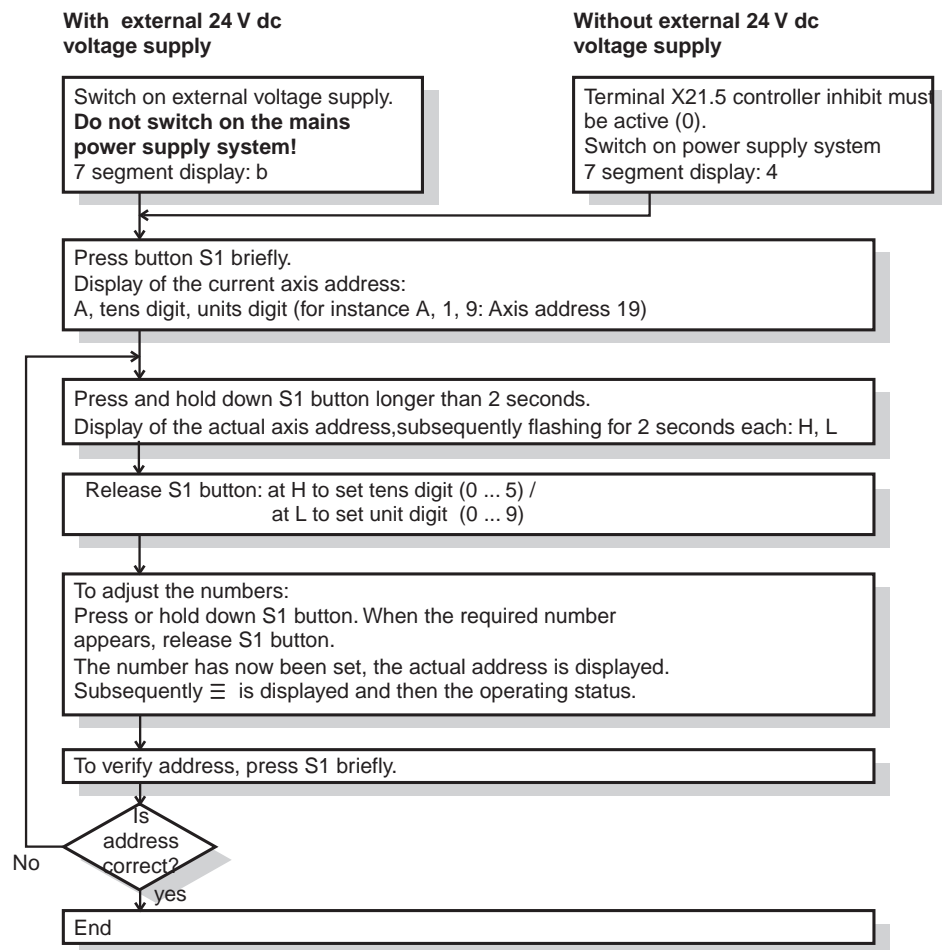 With external 24 V dc
voltage supply
Without external 24 V dc
voltage supply
Switch on external voltage supply.
Do not switch on the mains
power supply system!
7 segment display: b
Terminal X21.5 controller inhibit must
be active (0).
Switch on power supply system
7 segment display: 4
Press button S1 briefly.
Display of the current axis address:
A, tens digit, units digit (for instance A, 1, 9: Axis address 19)
Press and hold down S1 button longer than 2 seconds.
Display of the actual axis address,subsequently flashing for 2 seconds each: H, L
Release S1 button: at H to set tens digit (0 ... 5) /
at L to set unit digit (0 ... 9)
To adjust the numbers:
Press or hold down S1 button. When the required number
appears, release S1 button.
The number has now been set, the actual address is displayed.
Subsequently ☰ is displayed and then the operating status.
To verify address, press S1 briefly.
Is
address
correct?
No
yes
End